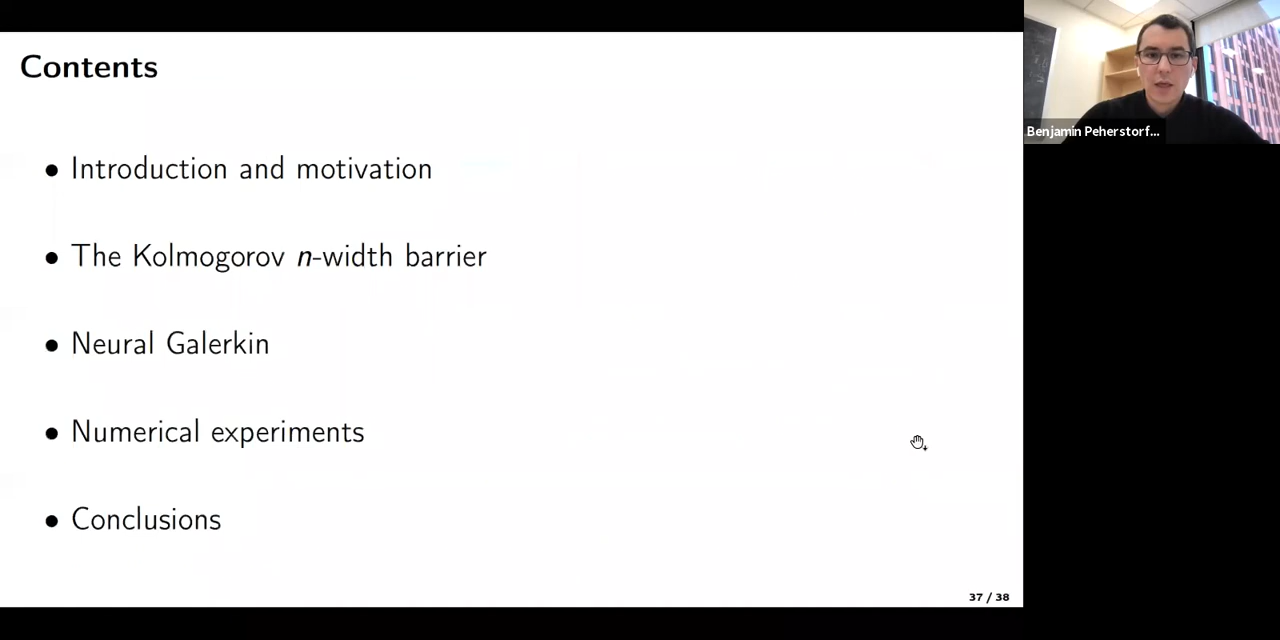 Contents
• Introduction and motivation
• The Kolmogorov n-width barrier
• Neural Galerkin
• Numerical experiments
• Conclusions
37 / 38
Benjamin Peherstorf...